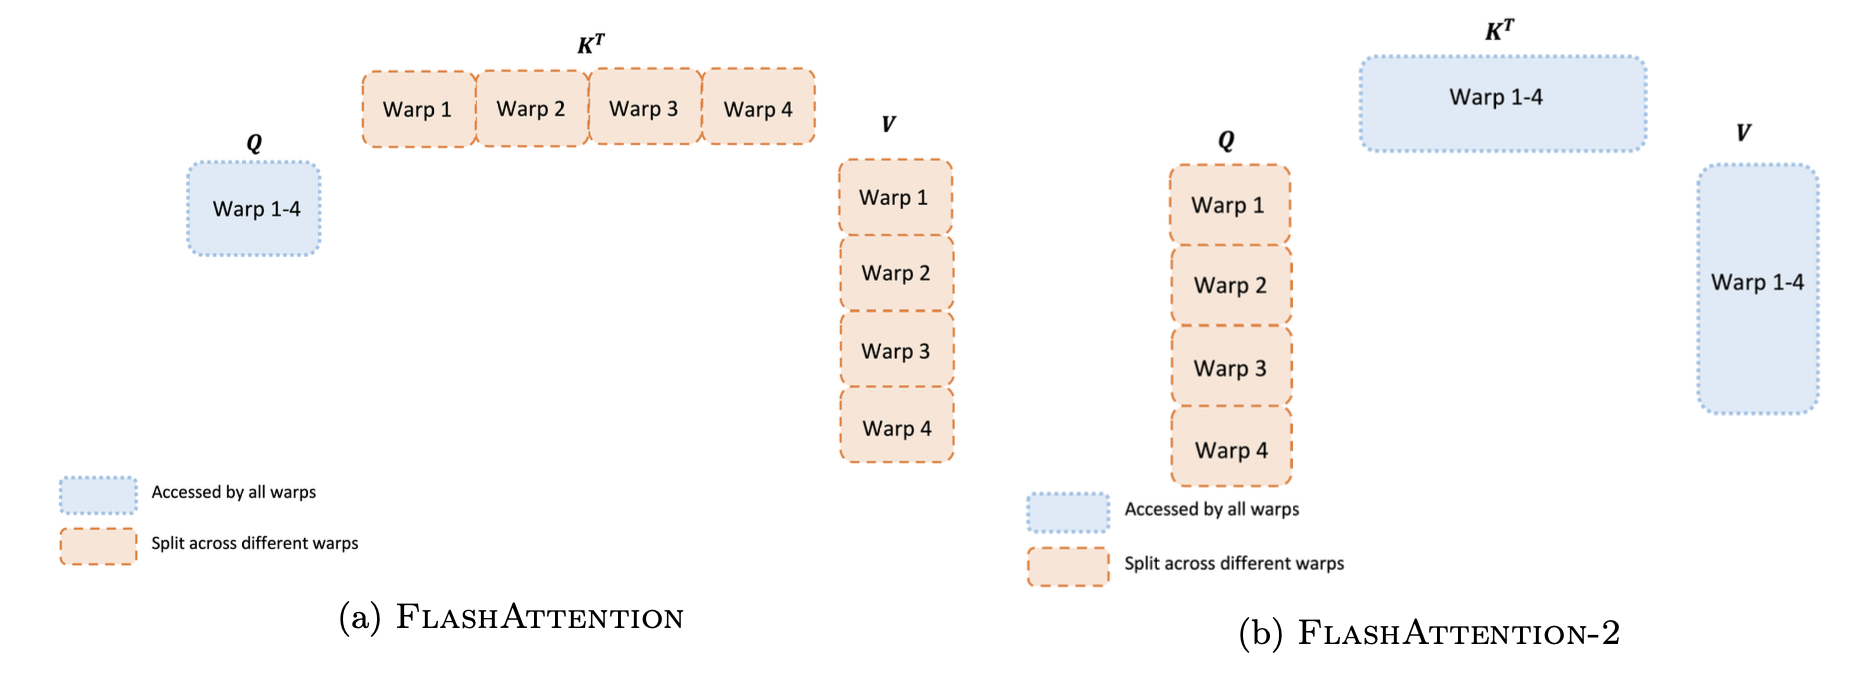 K^T
Warp 1
Warp 2
Warp 3
Warp 4
Q
Warp 1-4
V
Warp 1
Warp 2
Warp 3
Warp 4
Accessed by all warps
Split across different warps
(a) FLASHATTENTION
K^T
Warp 1-4
Q
Warp 1
Warp 2
Warp 3
Warp 4
V
Warp 1-4
Accessed by all warps
Split across different warps
(b) FLASHATTENTION-2